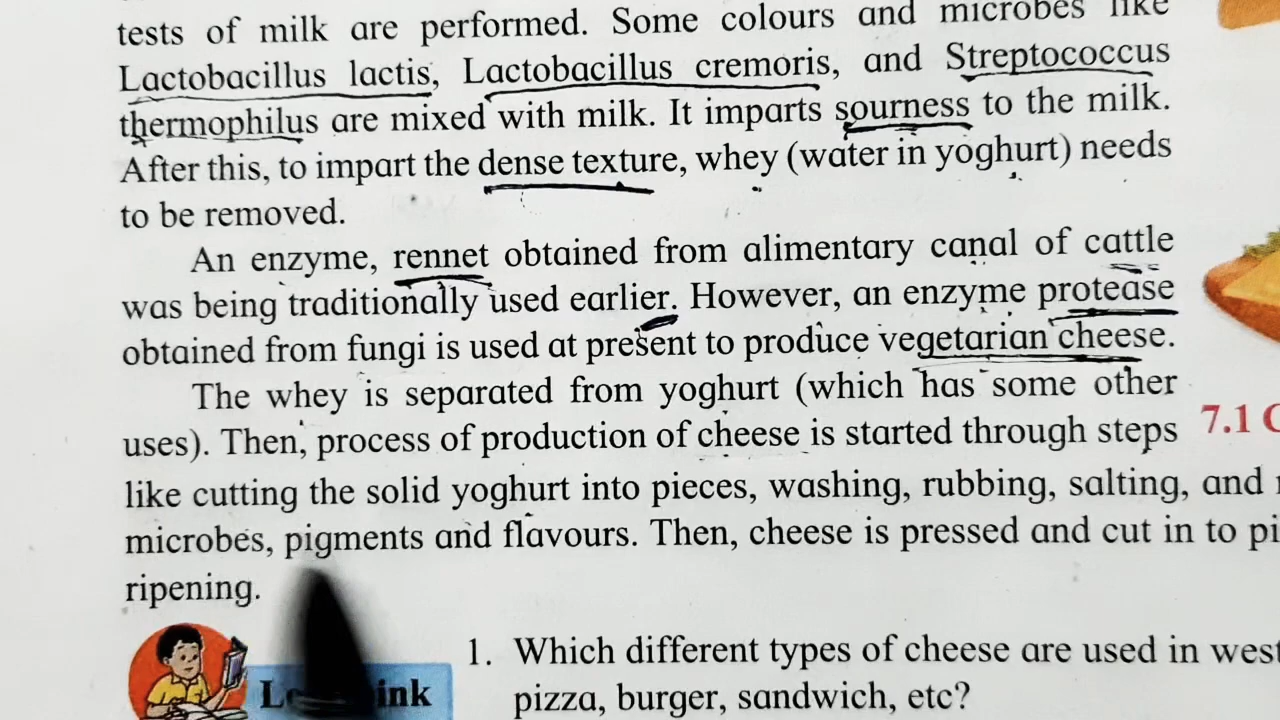 tests of milk are performed. Some colours and microbes like
Lactobacillus lactis, Lactobacillus cremoris, and Streptococcus
thermophilus are mixed with milk. It imparts sourness to the milk.
After this, to impart the dense texture, whey (water in yoghurt) needs
to be removed.
An enzyme, rennet obtained from alimentary canal of cattle
was being traditionally used earlier. However, an enzyme protease
obtained from fungi is used at present to produce vegetarian cheese.
The whey is separated from yoghurt (which has some other
uses). Then, process of production of cheese is started through steps
7.1
like cutting the solid yoghurt into pieces, washing, rubbing, salting, and
microbes, pigments and flavours. Then, cheese is pressed and cut in to
ripening.
1. Which different types of cheese are used in
pizza, burger, sandwich, etc?